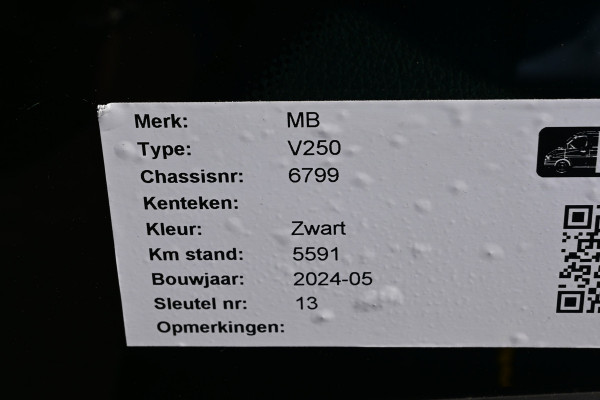 Merk: MB
Type: V250
Chassisnr: 6799
Kenteken:
Kleur: Zwart
Km stand: 5591
Bouwjaar: 2024-05
Sleutel nr: 13
Opmerkingen: